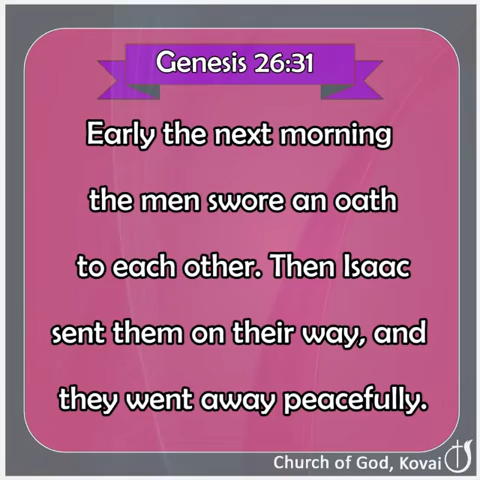 Genesis 26:31
Early the next morning
the men swore an oath
to each other. Then Isaac
sent them on their way, and
they went away peacefully.
Church of God, Kovai